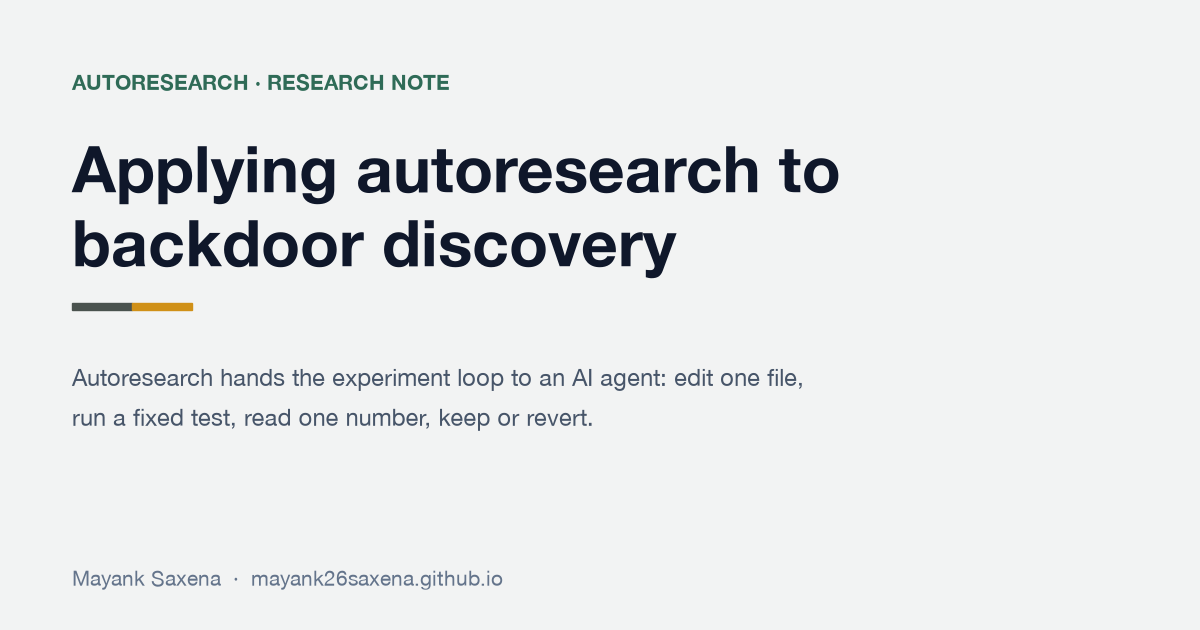 AUTORESEARCH · RESEARCH NOTE
Applying autoresearch to
backdoor discovery
Autoresearch hands the experiment loop to an AI agent: edit one file,
run a fixed test, read one number, keep or revert.
Mayank Saxena · mayank26saxena.github.io